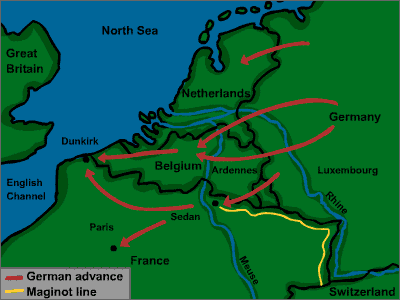 North Sea
Great
Britain
Netherlands
Germany
Dunkirk
Belgium
Ardennes
Luxembourg
English
Channel
Rhine
Sedan
Paris
France
Meuse
German advance
Maginot line
Switzerland